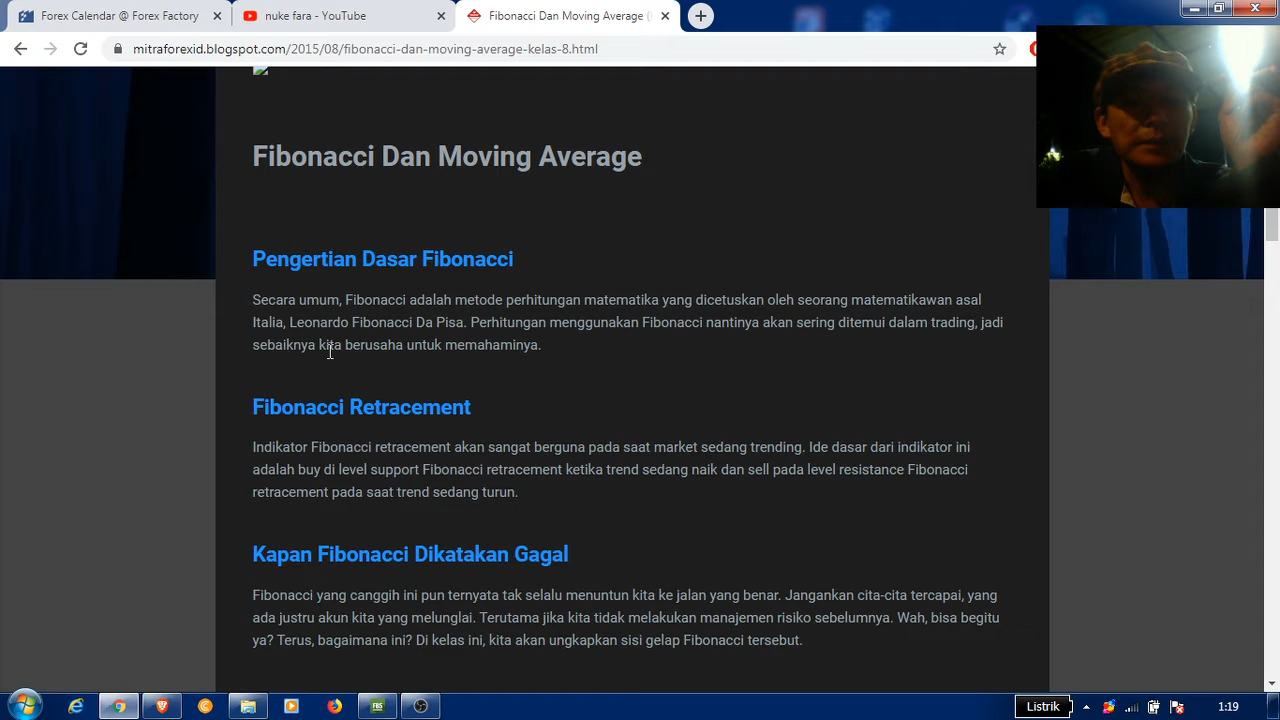 Forex Calendar @ Forex Factory
nuke fara - YouTube
Fibonacci Dan Moving Average (
mitraforexid.blogspot.com/2015/08/fibonacci-dan-moving-average-kelas-8.html
Fibonacci Dan Moving Average
Pengertian Dasar Fibonacci
Secara umum, Fibonacci adalah metode perhitungan matematika yang dicetuskan oleh seorang matematikawan asal
Italia, Leonardo Fibonacci Da Pisa. Perhitungan menggunakan Fibonacci nantinya akan sering ditemui dalam trading, jadi
sebaiknya kita berusaha untuk memahaminya.
Fibonacci Retracement
Indikator Fibonacci retracement akan sangat berguna pada saat market sedang trending. Ide dasar dari indikator ini
adalah buy di level support Fibonacci retracement ketika trend sedang naik dan sell pada level resistance Fibonacci
retracement pada saat trend sedang turun.
Kapan Fibonacci Dikatakan Gagal
Fibonacci yang canggih ini pun ternyata tak selalu menuntun kita ke jalan yang benar. Jangankan cita-cita tercapai, yang
ada justru akun kita yang melunglai. Terutama jika kita tidak melakukan manajemen risiko sebelumnya. Wah, bisa begitu
ya? Terus, bagaimana ini? Di kelas ini, kita akan ungkapkan sisi gelap Fibonacci tersebut.
FBS
Listrik
1:19